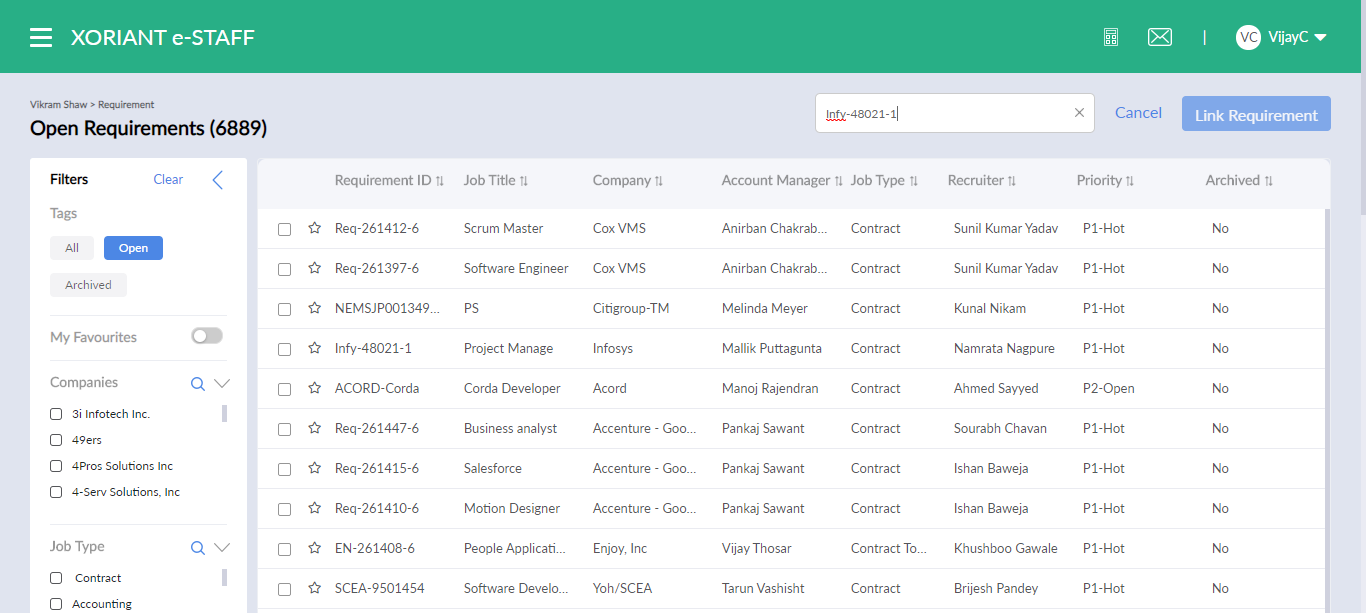 XORIANT e-STAFF
| VC VijayC
Vikram Shaw > Requirement
Open Requirements (6889)
Infy-48021-1 Cancel Link Requirement
Filters Clear
Tags
All Open
Archived
My Favourites
Companies
3i Infotech Inc.
49ers
4Pros Solutions Inc
4-Serv Solutions, Inc
Job Type
Contract
Accounting
Requirement ID Job Title Company Account Manager Job Type Recruiter Priority Archived
Req-261412-6 Scrum Master Cox VMS Anirban Chakrab... Contract Sunil Kumar Yadav P1-Hot No
Req-261397-6 Software Engineer Cox VMS Anirban Chakrab... Contract Sunil Kumar Yadav P1-Hot No
NEMSJP001349... PS Citigroup-TM Melinda Meyer Contract Kunal Nikam P1-Hot No
Infy-48021-1 Project Manage Infosys Mallik Puttagunta Contract Namrata Nagpure P1-Hot No
ACORD-Corda Corda Developer Acord Manoj Rajendran Contract Ahmed Sayyed P2-Open No
Req-261447-6 Business analyst Accenture - Goo... Pankaj Sawant Contract Sourabh Chavan P1-Hot No
Req-261415-6 Salesforce Accenture - Goo... Pankaj Sawant Contract Ishan Baweja P1-Hot No
Req-261410-6 Motion Designer Accenture - Goo... Pankaj Sawant Contract Ishan Baweja P1-Hot No
EN-261408-6 People Applicati... Enjoy, Inc Vijay Thosar Contract To... Khushboo Gawale P1-Hot No
SCEA-9501454 Software Develo... Yoh/SCEA Tarun Vashisht Contract Brijesh Pandey P1-Hot No